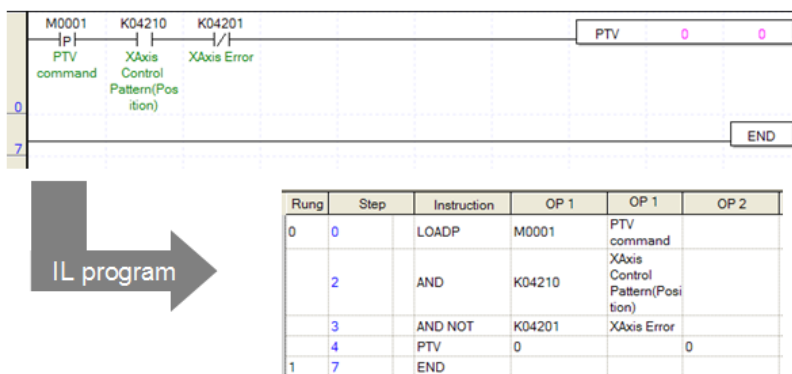 M0001 K04210 K04201
P
PTV 0 0
PTV XAxis XAxis Error
command Control
Pattern(Pos
ition)
0
END
7
IL program
Rung Step Instruction OP 1 OP 1 OP 2
0 0 LOADP M0001 PTV
command
2 AND K04210 XAxis
Control
Pattern(Posi
tion)
3 AND NOT K04201 XAxis Error
4 PTV 0 0
1 7 END